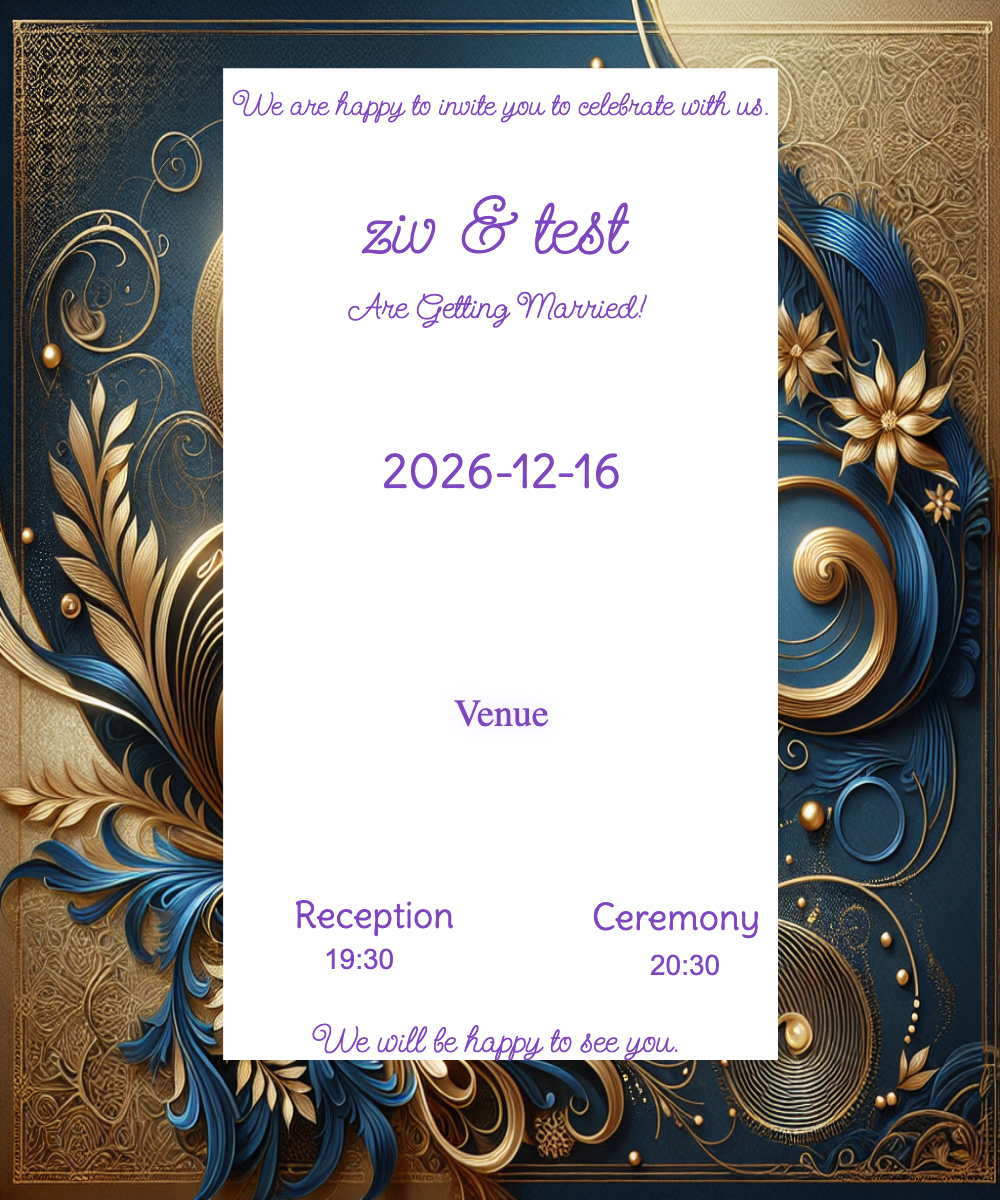 We are happy to invite you to celebrate with us.
ziv & test
Are Getting Married!
2026-12-16
Venue
Reception
Ceremony
19:30
20:30
We will be happy to see you.